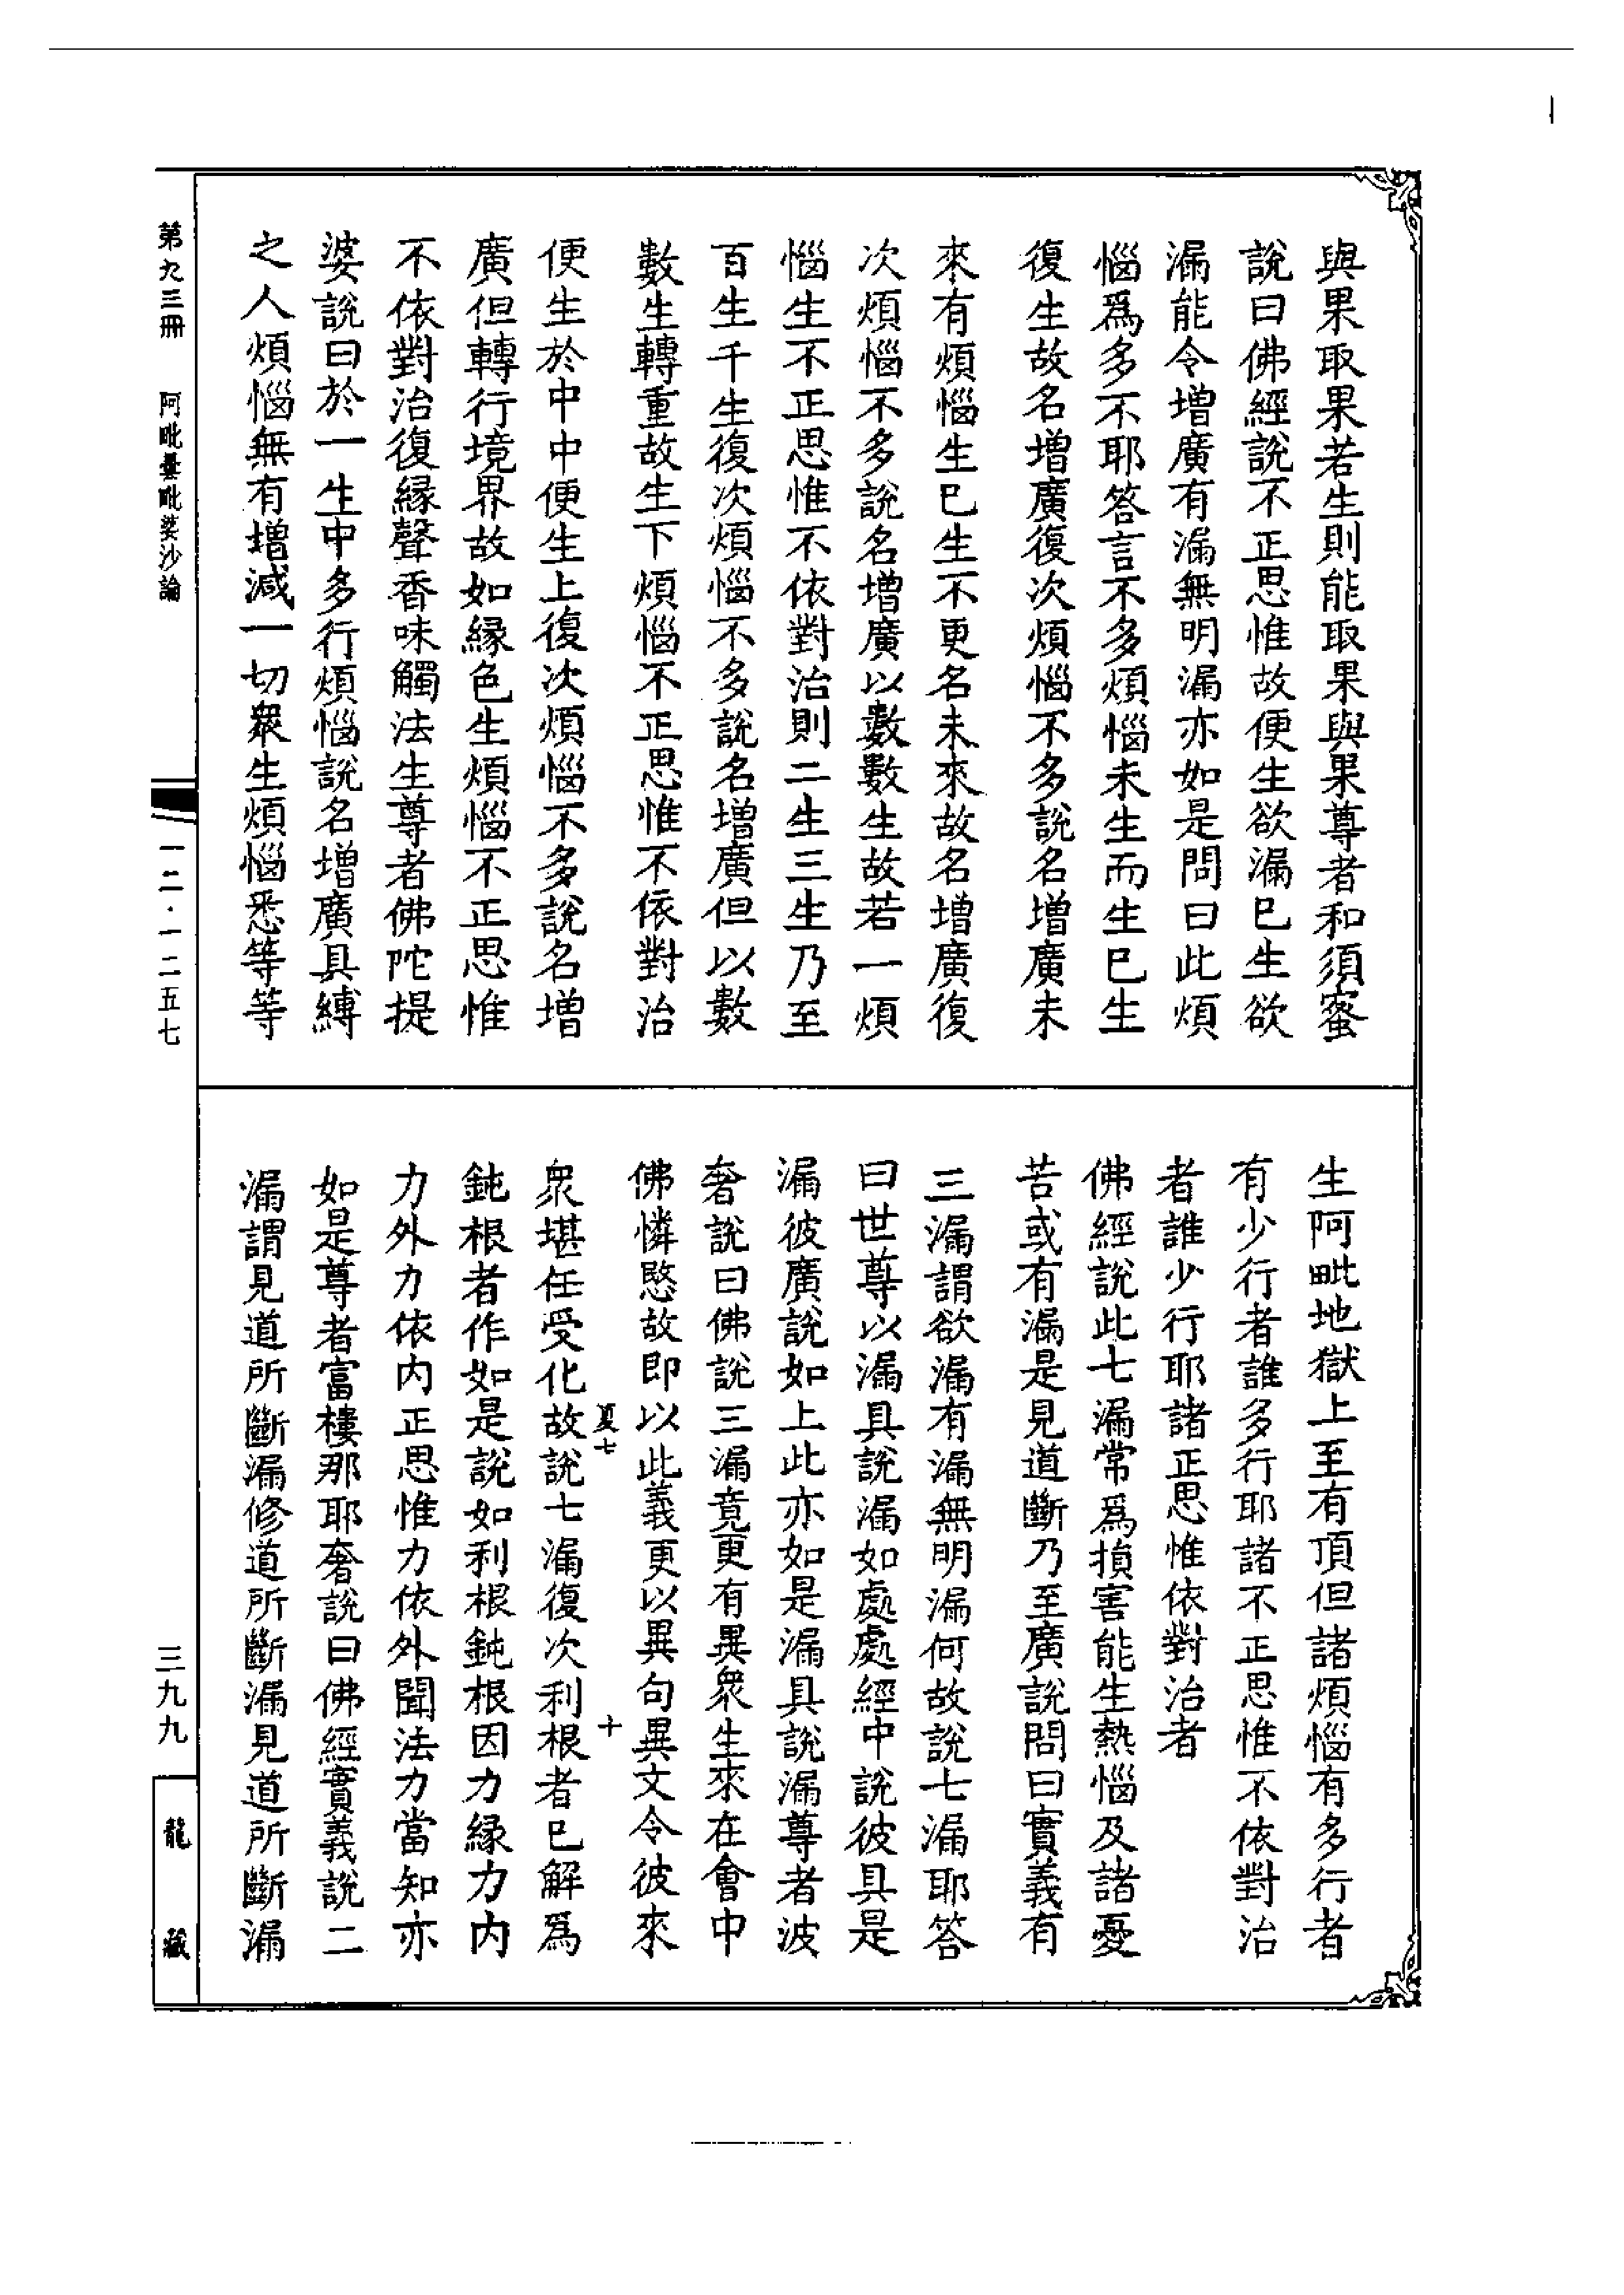 與果取果若生則能取果與果尊者和須蜜
說曰佛經說不正思惟故便生欲漏已生欲
漏能令增廣有漏無明漏亦如是問曰此煩
惱爲多不耶答言不多煩惱未生而生已生
復生故名增廣復次煩惱不多說名增廣未
來有煩惱生已生不更名未來故名增廣復
次煩惱不多說名增廣以數數生故若一煩
惱生不正思惟不依對治則二生三生乃至
百生千生復次煩惱不多說名增廣但以數
數生轉重故生下煩惱不正思惟不依對治
便生於中中便生上復次煩惱不多說名增
廣但轉行境界故如緣色生煩惱不正思惟
不依對治復緣聲香味觸法生尊者佛陀提
婆說曰於一生中多行煩惱說名增廣具縛
之人煩惱無有增減一切衆生煩惱悉等等
生阿毗地獄上至有頂但諸煩惱有多行者
有少行者誰多行耶諸不正思惟不依對治
者誰少行耶諸正思惟依對治者
佛經說此七漏常爲損害能生熱惱及諸憂
苦或有漏是見道斷乃至廣說問曰實義有
三漏謂欲漏有漏無明漏何故說七漏耶答
曰世尊以漏具說漏如處處經中說彼具是
漏彼廣說如上此亦如是漏具說漏尊者波
奢說曰佛說三漏竟更有異衆生來在會中
佛憐愍故即以此義更以異句異文令彼來
衆堪任受化故說七漏復次利根者已解爲
鈍根者作如是說如利根鈍根因力緣力內
力外力依內正思惟力依外聞法力當知亦
如是尊者富樓那耶奢說曰佛經實義說二
漏謂見道所斷漏修道所斷漏見道所斷漏
夏七
十
第九三冊
阿毗曇毗婆沙論
一二·一二五七
三九九
龍藏